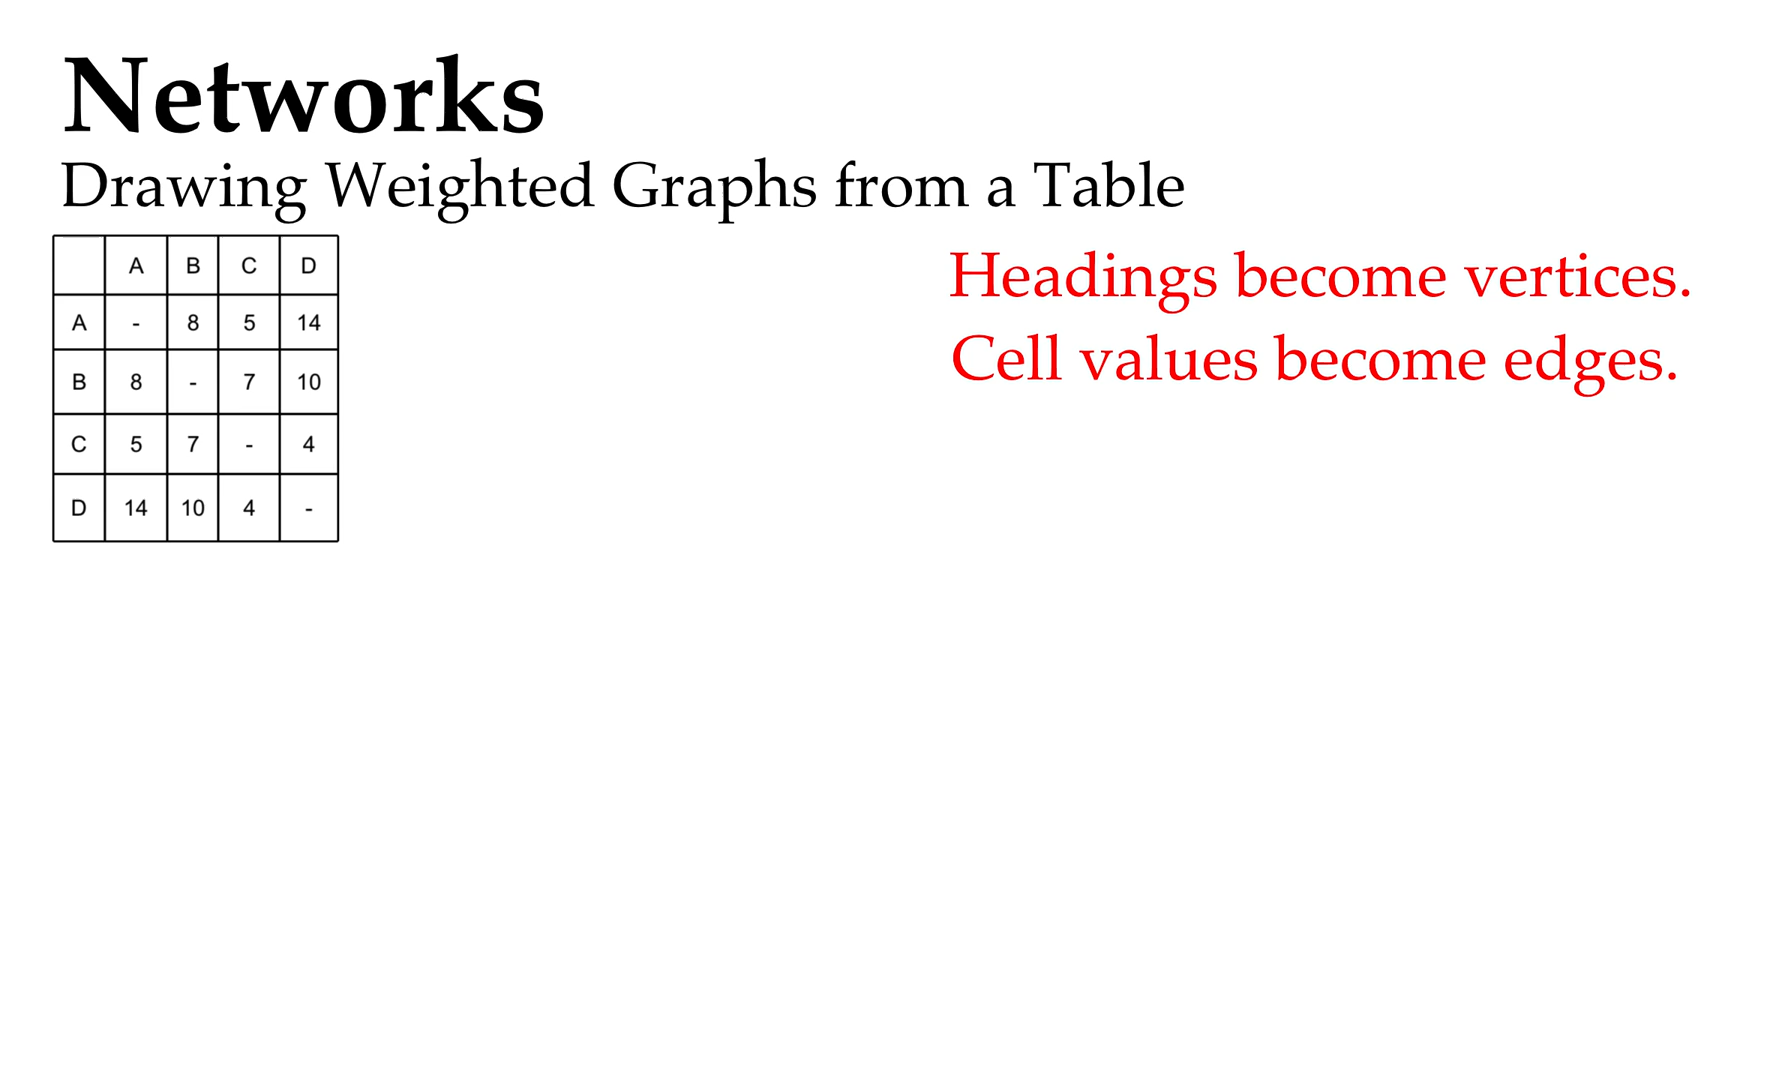 Networks
Drawing Weighted Graphs from a Table
A B C D
A - 8 5 14
B 8 - 7 10
C 5 7 - 4
D 14 10 4 -
Headings become vertices.
Cell values become edges.